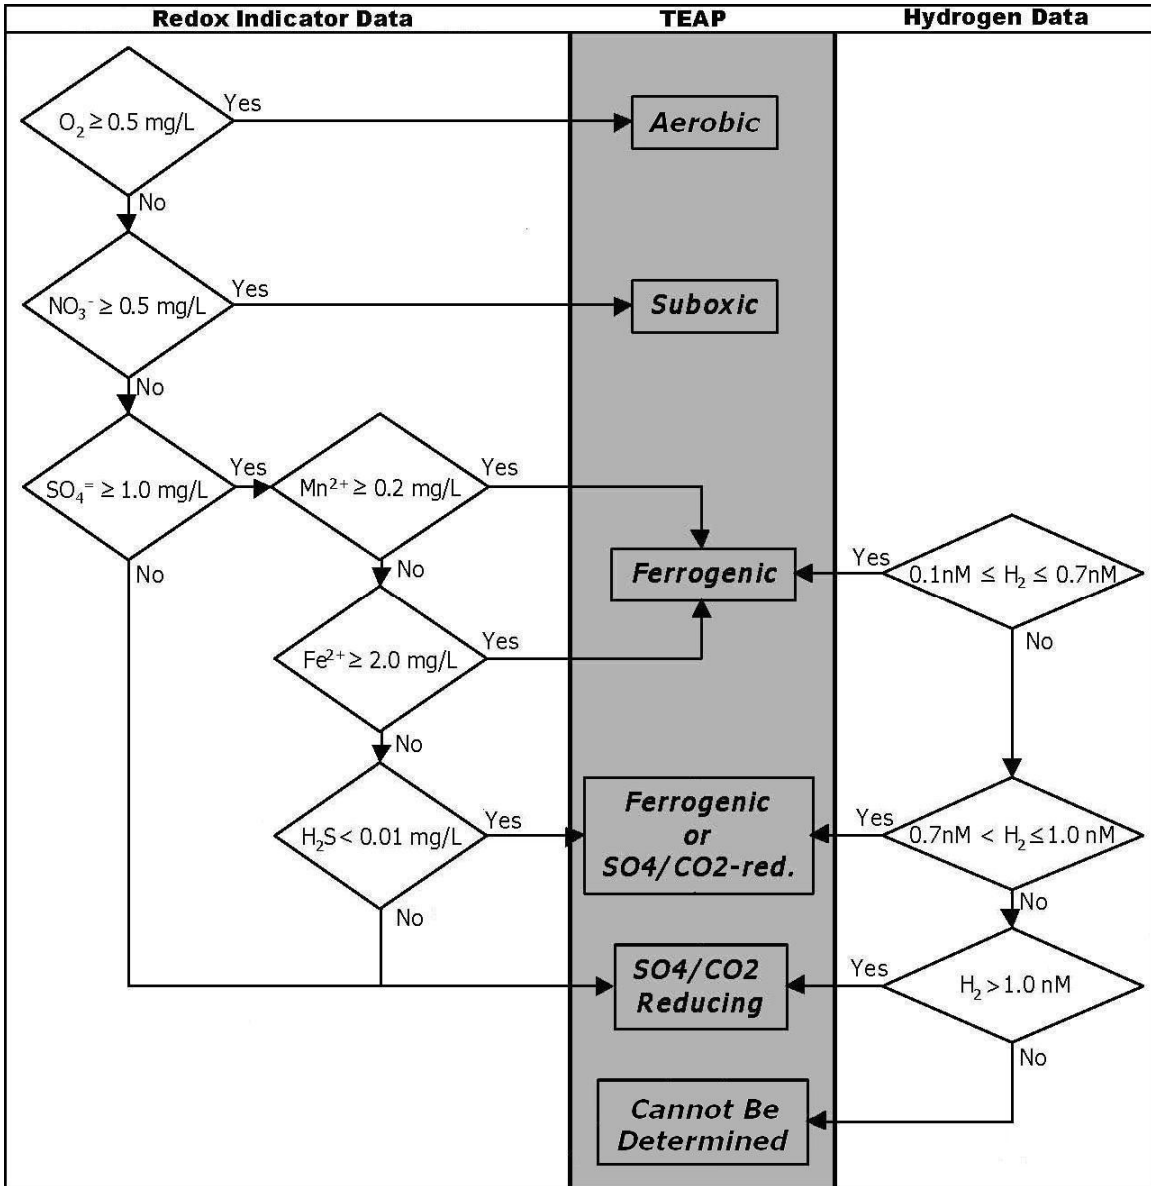 Redox Indicator Data TEAP Hydrogen Data
O₂ ≥ 0.5 mg/L
Yes
Aerobic
No
NO₃⁻ ≥ 0.5 mg/L
Yes
Suboxic
No
SO₄⁼ ≥ 1.0 mg/L
Yes
Mn²⁺ ≥ 0.2 mg/L
Yes
No
No
Ferrogenic
Yes
0.1nM ≤ H₂ ≤ 0.7nM
No
Fe²⁺ ≥ 2.0 mg/L
Yes
No
H₂S < 0.01 mg/L
Yes
Ferrogenic
or
SO4/CO2-red.
Yes
0.7nM < H₂ ≤ 1.0 nM
No
No
SO4/CO2
Reducing
Yes
H₂ > 1.0 nM
No
Cannot Be
Determined